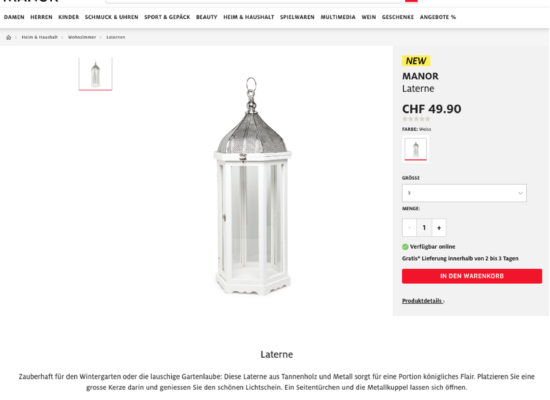 DAMEN HERREN KINDER SCHMUCK & UHREN SPORT & GEPÄCK BEAUTY HEIM & HAUSHALT SPIELWAREN MULTIMEDIA WEIN GESCHENKE ANGEBOTE %
Heim & Haushalt Wohnzimmer Laternen
NEW
MANOR
Laterne
CHF 49.90
FARBE: Weiss
GRÖSSE
MENGE:
- 1 +
Verfügbar online
Gratis* Lieferung innerhalb von 2 bis 3 Tagen
IN DEN WARENKORB
Produktdetails
Laterne
Zauberhaft für den Wintergarten oder die lauschige Gartenlaube: Diese Laterne aus Tannenholz und Metall sorgt für eine Portion königliches Flair. Platzieren Sie eine
grosse Kerze darin und geniessen Sie den schönen Lichtschein. Ein Seitentürchen und die Metallkuppel lassen sich öffnen.